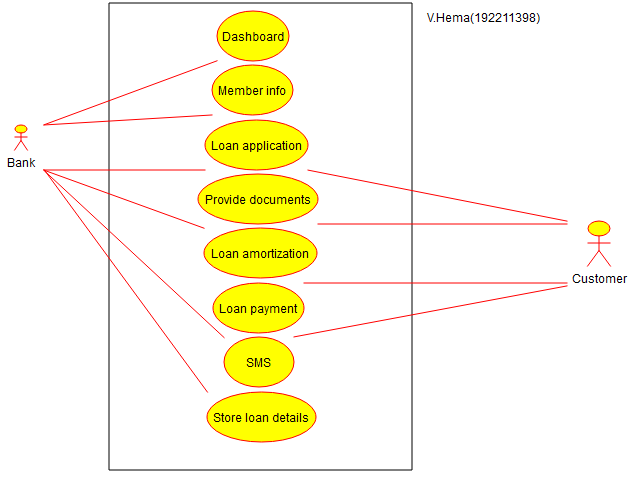 V.Hema(192211398)
Dashboard
Member info
Bank
Loan application
Provide documents
Loan amortization
Customer
Loan payment
SMS
Store loan details